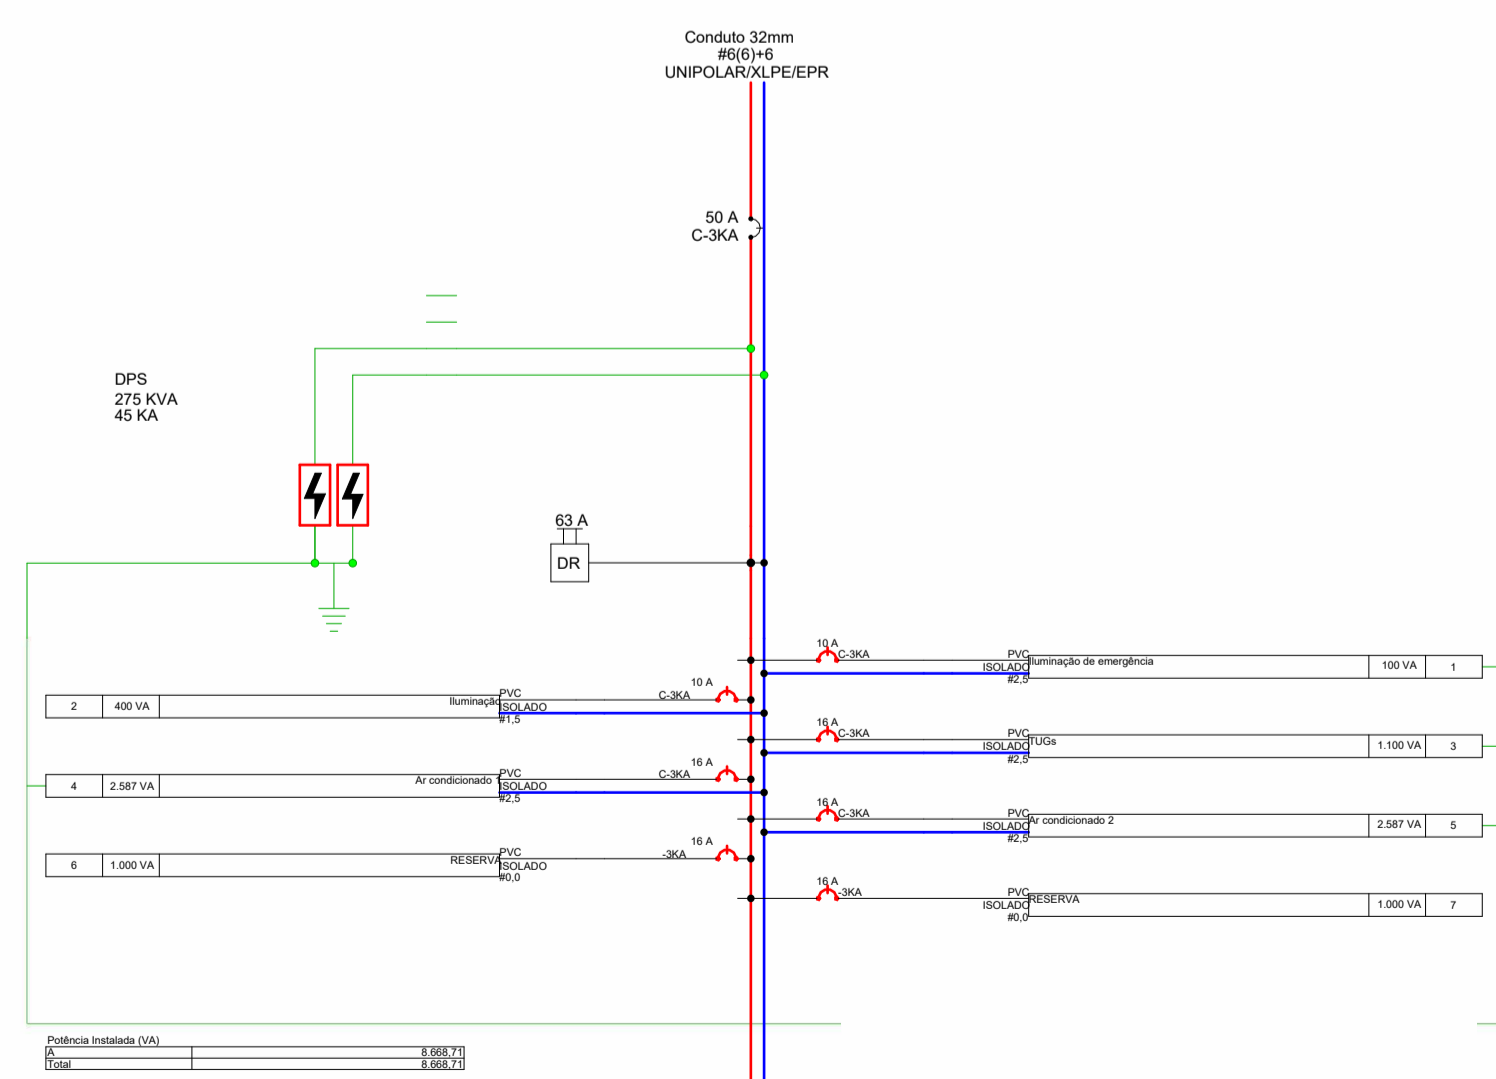 Conduto 32mm
#6(6)+6
UNIPOLAR/XLPE/EPR
50 A
C-3KA
DPS
275 KVA
45 KA
63 A
DR
10 A
C-3KA
PVC
ISOLADO
#2,5
Iluminação de emergência
100 VA
1
2
400 VA
Iluminação
PVC
ISOLADO
#1,5
C-3KA
10 A
16 A
C-3KA
PVC
ISOLADO
#2,5
TUGs
1.100 VA
3
4
2.587 VA
Ar condicionado 1
PVC
ISOLADO
#2,5
C-3KA
16 A
16 A
C-3KA
PVC
ISOLADO
#2,5
Ar condicionado 2
2.587 VA
5
6
1.000 VA
RESERVA
PVC
ISOLADO
#0,0
-3KA
16 A
16 A
-3KA
PVC
ISOLADO
#0,0
RESERVA
1.000 VA
7
Potência Instalada (VA)
A 8.668,71
Total 8.668,71